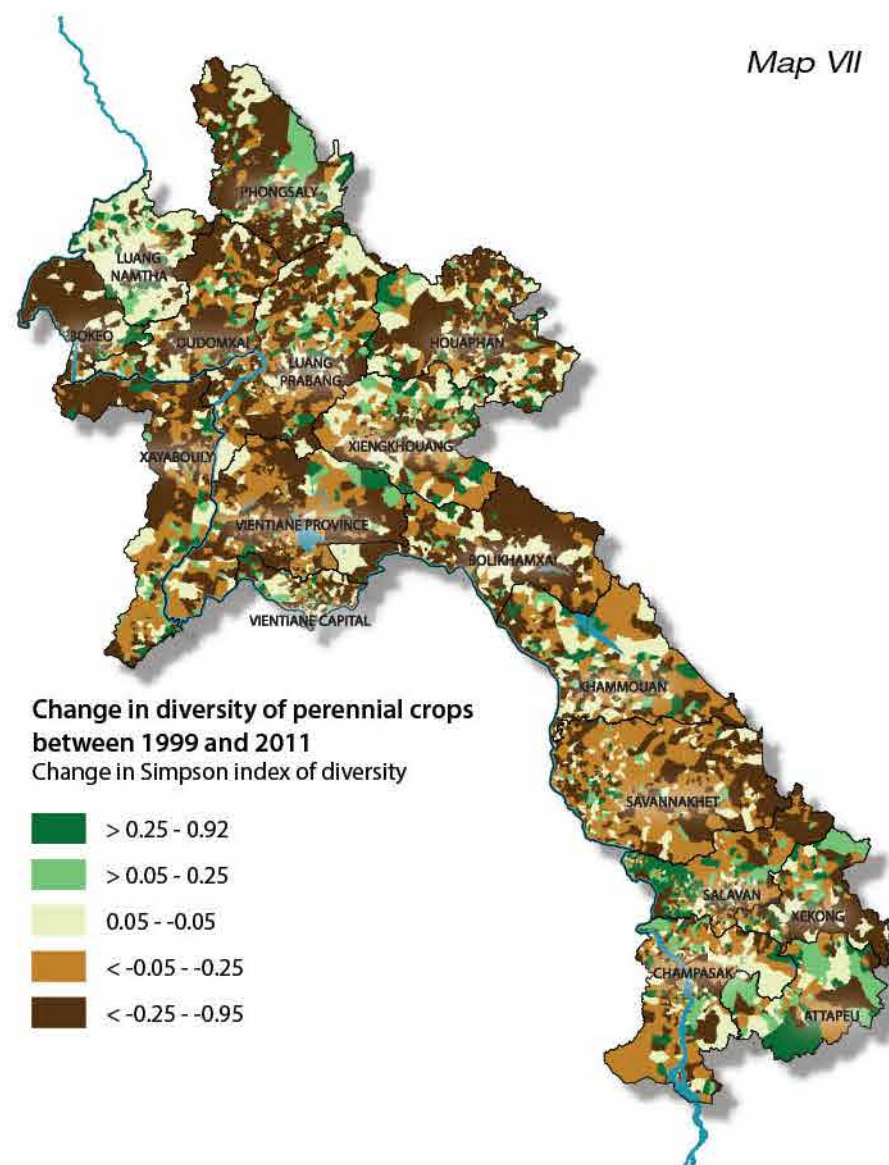 Map VII
PHONGSALY
LUANG
NAMTHA
BOKEO
OUDOMXAI
HOUAPHAN
LUANG
PRABANG
XIENGKHOUANG
XAYABOULY
VIENTIANE PROVINCE
BOLIKHAMXAI
VIENTIANE CAPITAL
KHAMMOUAN
Change in diversity of perennial crops
between 1999 and 2011
Change in Simpson index of diversity
SAVANNAKHET
> 0.25 - 0.92
> 0.05 - 0.25
SALAVAN
XEKONG
0.05 - -0.05
< -0.05 - -0.25
CHAMPASAK
< -0.25 - -0.95
ATTAPEU